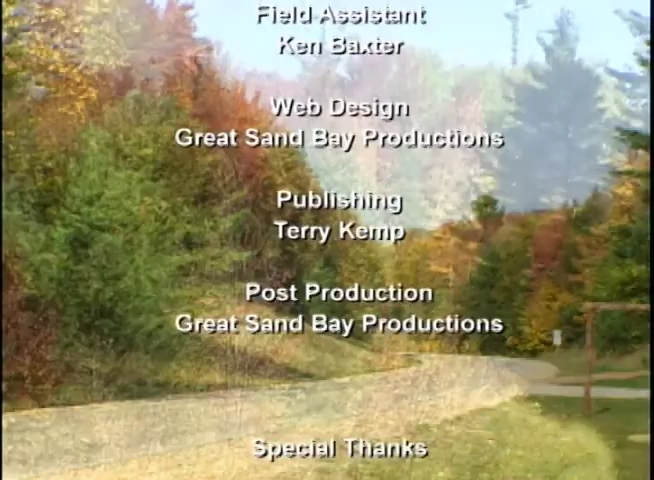 Field Assistant
Ken Baxter
Web Design
Great Sand Bay Productions
Publishing
Terry Kemp
Post Production
Great Sand Bay Productions
Special Thanks